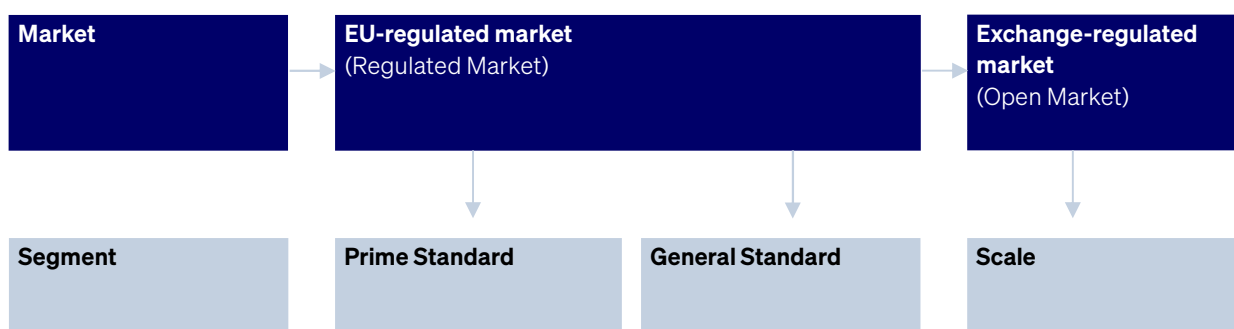 Market
EU-regulated market
(Regulated Market)
Exchange-regulated
market
(Open Market)
Segment
Prime Standard
General Standard
Scale